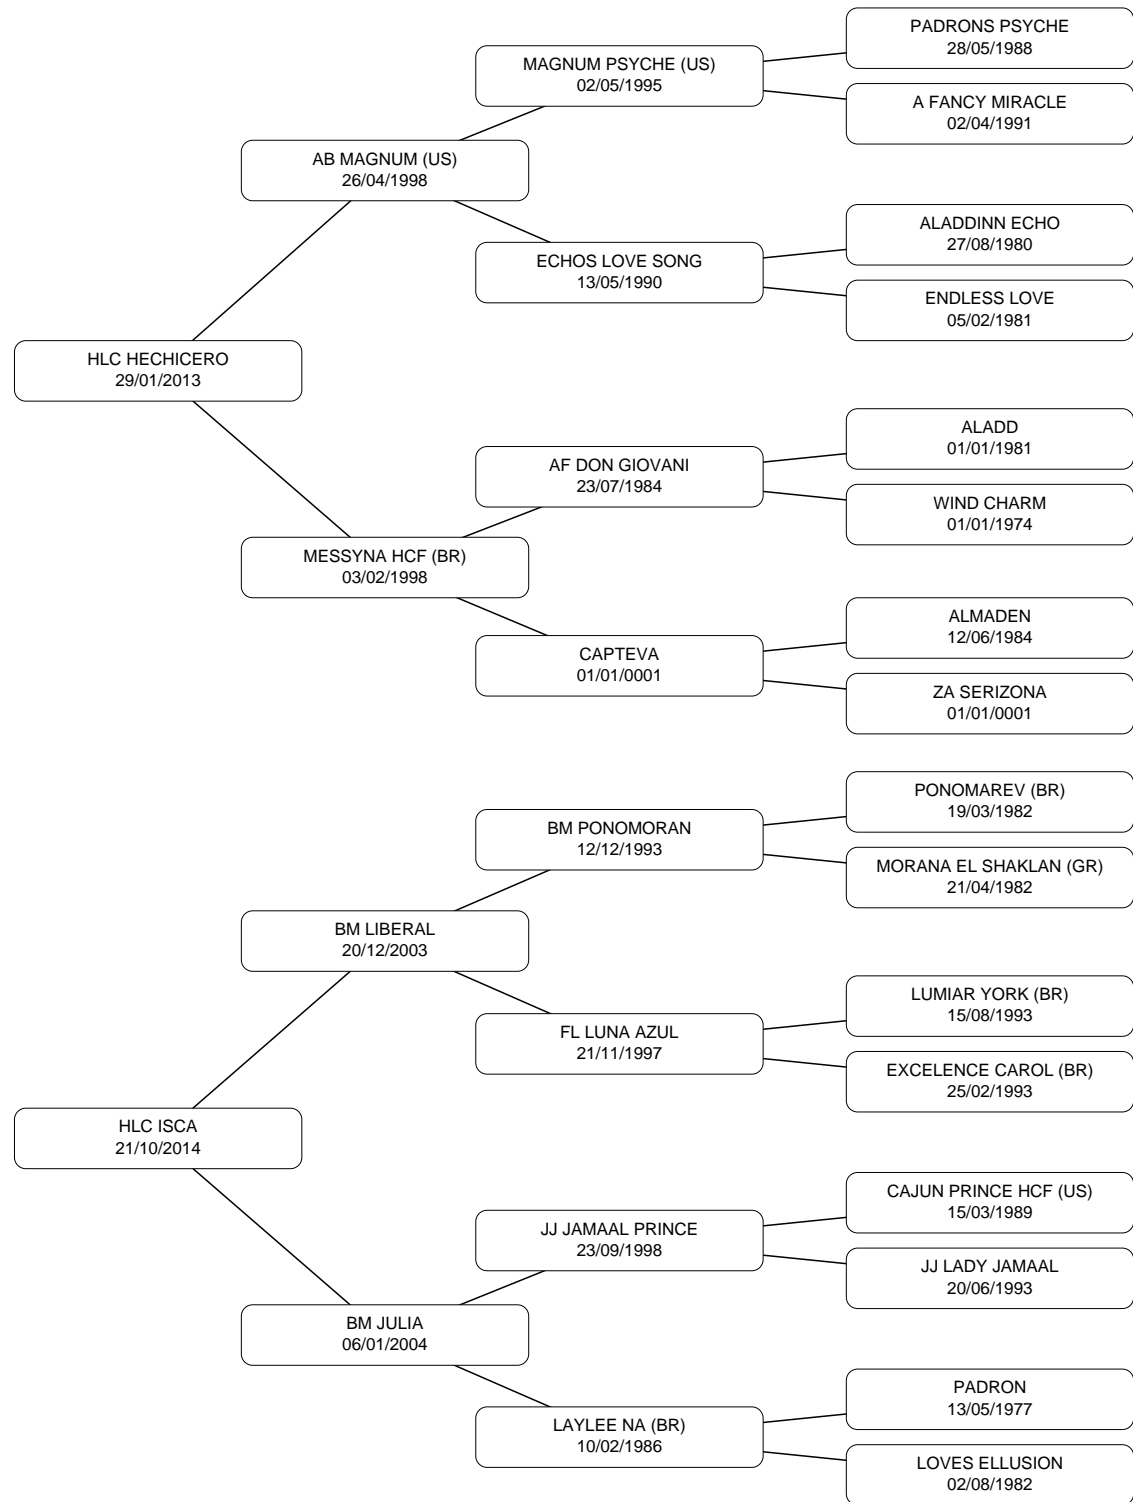 PADRONS PSYCHE
28/05/1988
MAGNUM PSYCHE (US)
02/05/1995
A FANCY MIRACLE
02/04/1991
AB MAGNUM (US)
26/04/1998
ALADDINN ECHO
27/08/1980
ECHOS LOVE SONG
13/05/1990
ENDLESS LOVE
05/02/1981
HLC HECHICERO
29/01/2013
ALADD
01/01/1981
AF DON GIOVANI
23/07/1984
WIND CHARM
01/01/1974
MESSYNA HCF (BR)
03/02/1998
ALMADEN
12/06/1984
CAPTEVA
01/01/0001
ZA SERIZONA
01/01/0001
PONOMAREV (BR)
19/03/1982
BM PONOMORAN
12/12/1993
MORANA EL SHAKLAN (GR)
21/04/1982
BM LIBERAL
20/12/2003
LUMIAR YORK (BR)
15/08/1993
FL LUNA AZUL
21/11/1997
EXCELENCE CAROL (BR)
25/02/1993
HLC ISCA
21/10/2014
CAJUN PRINCE HCF (US)
15/03/1989
JJ JAMAAL PRINCE
23/09/1998
JJ LADY JAMAAL
20/06/1993
BM JULIA
06/01/2004
PADRON
13/05/1977
LAYLEE NA (BR)
10/02/1986
LOVES ELLUSION
02/08/1982